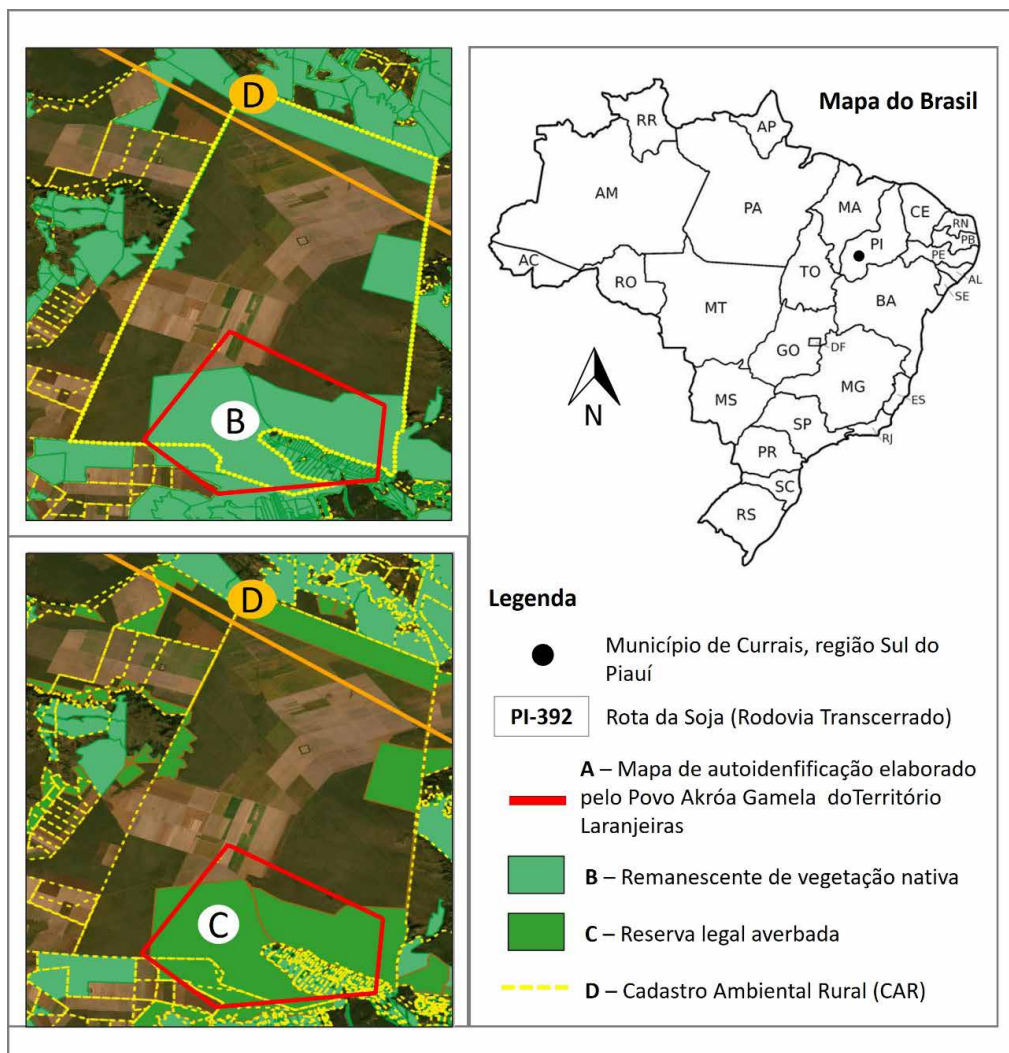 D
B
D
C
Mapa do Brasil
RR
AP
AM
PA
MA
CE
RN
PB
PE
AL
SE
PI
AC
RO
TO
BA
MT
GO
DF
MG
ES
MS
SP
RJ
PR
SC
RS
N
Legenda
Município de Currais, região Sul do
Piauí
PI-392 Rota da Soja (Rodovia Transcerrado)
A – Mapa de autoidenfificação elaborado
pelo Povo Akróa Gamela doTerritório
Laranjeiras
B – Remanescente de vegetação nativa
C – Reserva legal averbada
D – Cadastro Ambiental Rural (CAR)